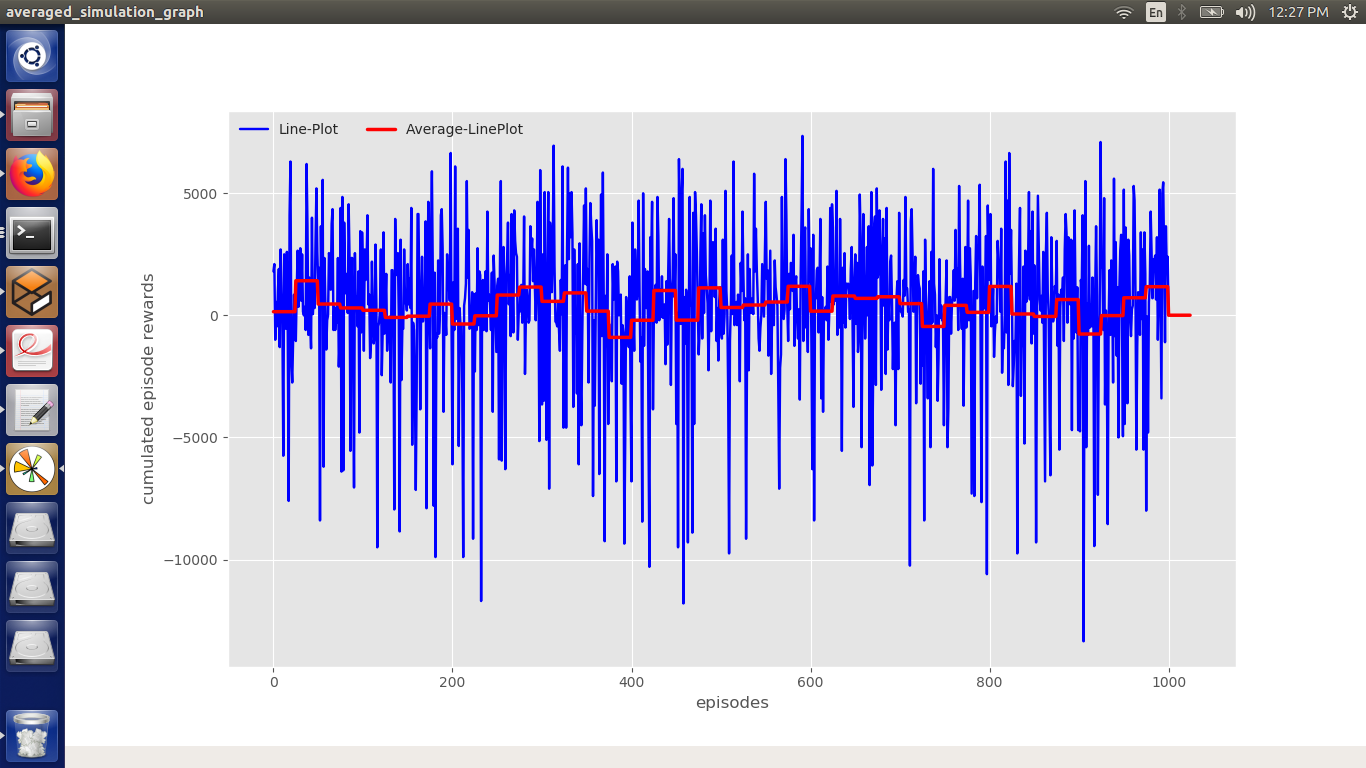 averaged_simulation_graph
En
12:27 PM
Line-Plot
Average-LinePlot
5000
0
−5000
−10000
cumulated episode rewards
0
200
400
600
800
1000
episodes
>_